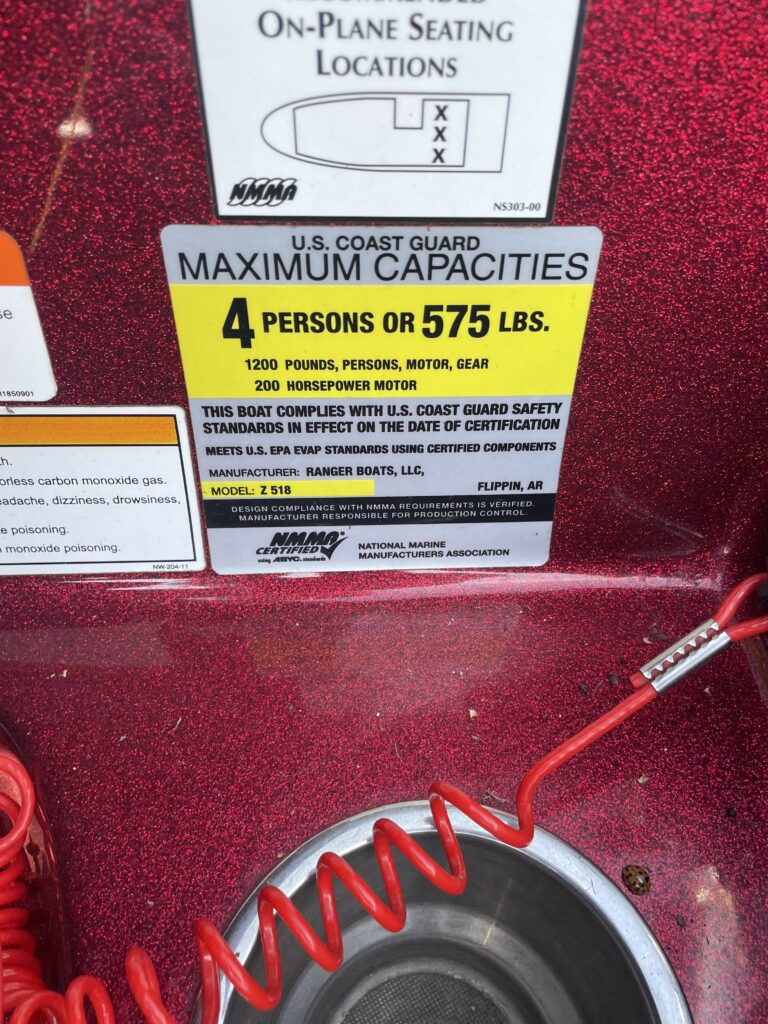 ON-PLANE SEATING
LOCATIONS
X
X
X
NMMA
NS303-00
U.S. COAST GUARD
MAXIMUM CAPACITIES
4 PERSONS OR 575 LBS.
1200 POUNDS, PERSONS, MOTOR, GEAR
200 HORSEPOWER MOTOR
THIS BOAT COMPLIES WITH U.S. COAST GUARD SAFETY
STANDARDS IN EFFECT ON THE DATE OF CERTIFICATION
MEETS U.S. EPA EVAP STANDARDS USING CERTIFIED COMPONENTS
MANUFACTURER: RANGER BOATS, LLC,
FLIPPIN, AR
MODEL: Z 518
DESIGN COMPLIANCE WITH NMMA REQUIREMENTS IS VERIFIED.
MANUFACTURER RESPONSIBLE FOR PRODUCTION CONTROL.
NMMA
CERTIFIED
using ABYC standards
NATIONAL MARINE
MANUFACTURERS ASSOCIATION
1850901
carbon monoxide gas.
dizziness, drowsiness,
poisoning.
monoxide poisoning.
NW-204-11